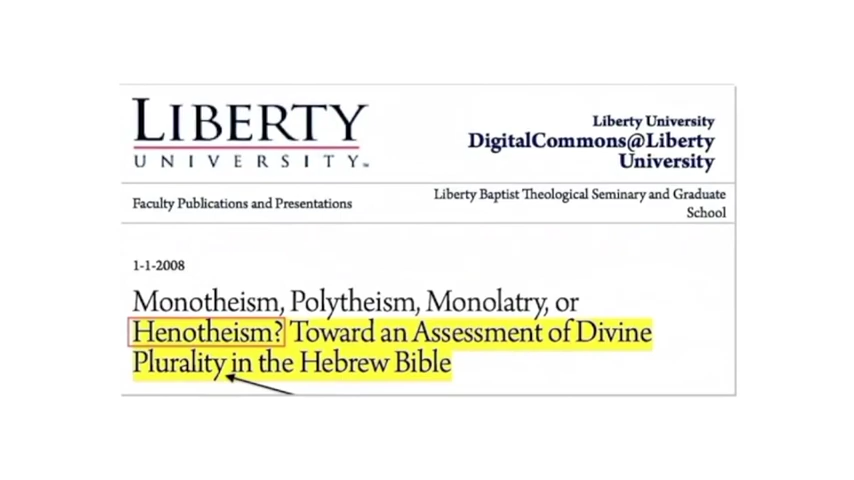 LIBERTY
UNIVERSITY™
Liberty University
DigitalCommons@Liberty
University
Faculty Publications and Presentations
Liberty Baptist Theological Seminary and Graduate
School
1-1-2008
Monotheism, Polytheism, Monolatry, or
Henotheism? Toward an Assessment of Divine
Plurality in the Hebrew Bible